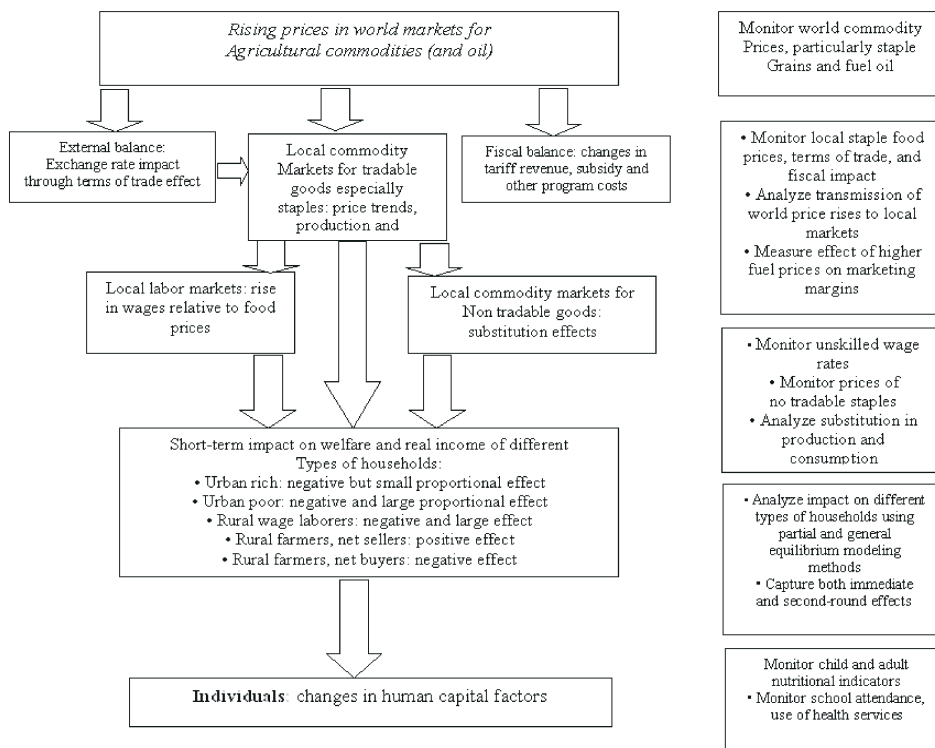 Rising prices in world markets for
Agricultural commodities (and oil)
Monitor world commodity
Prices, particularly staple
Grains and fuel oil
External balance:
Exchange rate impact
through terms of trade effect
Local commodity
Markets for tradable
goods especially
staples: price trends,
production and
Fiscal balance: changes in
tariff revenue, subsidy and
other program costs
• Monitor local staple food
prices, terms of trade, and
fiscal impact
• Analyze transmission of
world price rises to local
markets
• Measure effect of higher
fuel prices on marketing
margins
Local labor markets: rise
in wages relative to food
prices
Local commodity markets for
Non tradable goods:
substitution effects
• Monitor unskilled wage
rates
• Monitor prices of
no tradable staples
• Analyze substitution in
production and
consumption
Short-term impact on welfare and real income of different
Types of households:
• Urban rich: negative but small proportional effect
• Urban poor: negative and large proportional effect
• Rural wage laborers: negative and large effect
• Rural farmers, net sellers: positive effect
• Rural farmers, net buyers: negative effect
• Analyze impact on different
types of households using
partial and general
equilibrium modeling
methods
• Capture both immediate
and second-round effects
Individuals: changes in human capital factors
Monitor child and adult
nutritional indicators
• Monitor school attendance,
use of health services